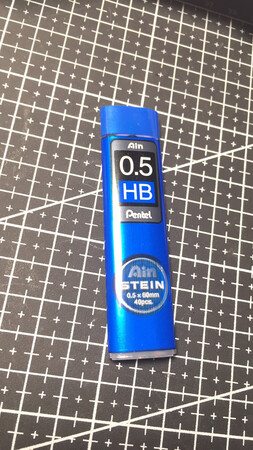 Ain
0.5
HB
Pentel
Ain
STEIN
0.5 x 60mm
40pcs.